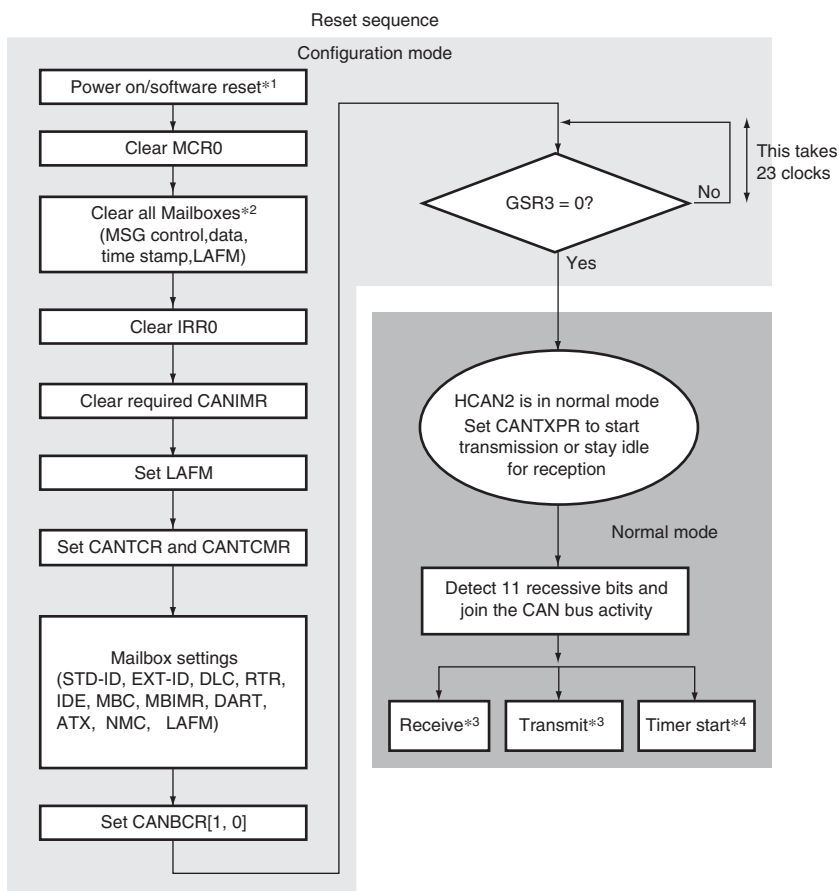 Reset sequence
Configuration mode
Power on/software reset*1
Clear MCR0
Clear all Mailboxes*2
(MSG control,data,
time stamp,LAFM)
Clear IRR0
Clear required CANIMR
Set LAFM
Set CANTCR and CANTCMR
Mailbox settings
(STD-ID, EXT-ID, DLC, RTR,
IDE, MBC, MBIMR, DART,
ATX, NMC, LAFM)
Set CANBCR[1, 0]
GSR3 = 0?
No
This takes
23 clocks
Yes
HCAN2 is in normal mode
Set CANTXPR to start
transmission or stay idle
for reception
Normal mode
Detect 11 recessive bits and
join the CAN bus activity
Receive*3
Transmit*3
Timer start*4